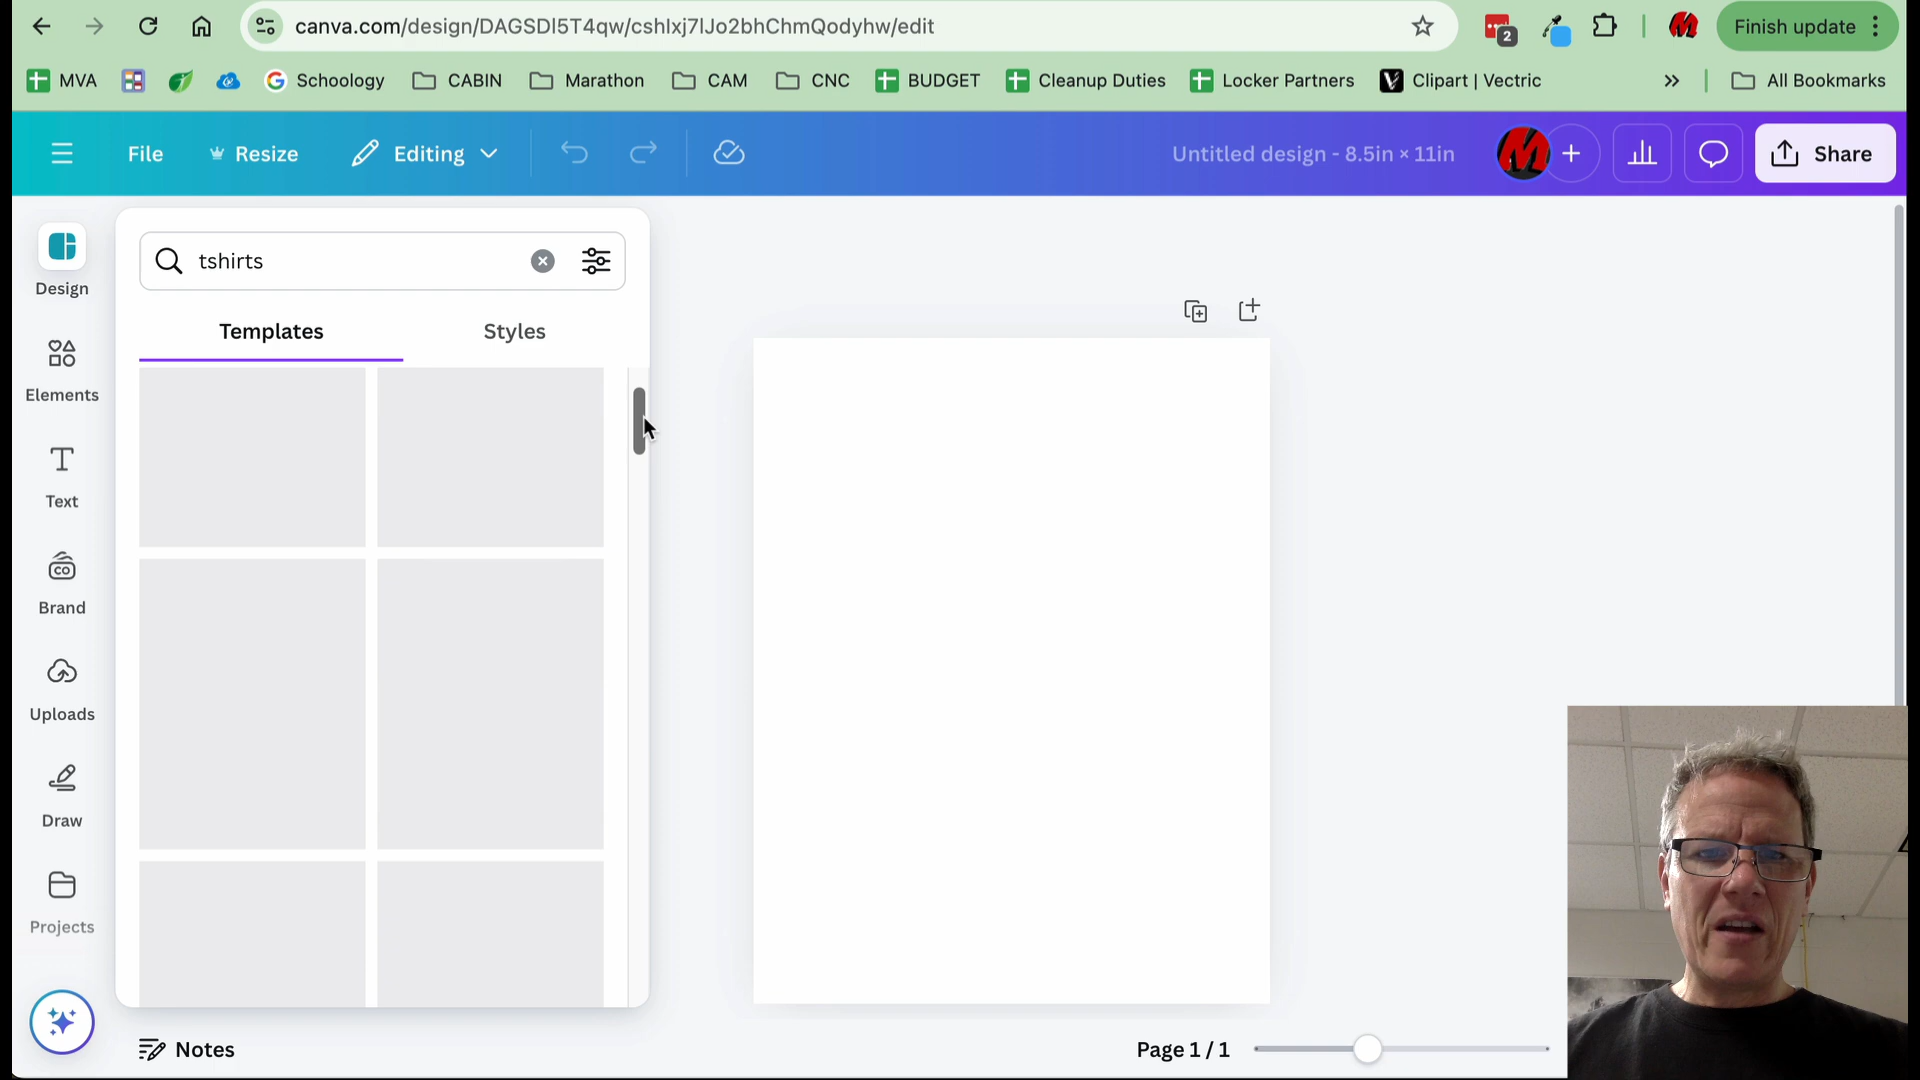 canva.com/design/DAGSDl5T4qw/cshlxj7lJo2bhChmQodyhw/edit
2
Finish update
MVA
Schoology
CABIN
Marathon
CAM
CNC
BUDGET
Cleanup Duties
Locker Partners
Clipart | Vectric
All Bookmarks
File
Resize
Editing
Untitled design - 8.5in × 11in
Share
Design
Elements
Text
Brand
Uploads
Draw
Projects
tshirts
Templates
Styles
Notes
Page 1 / 1